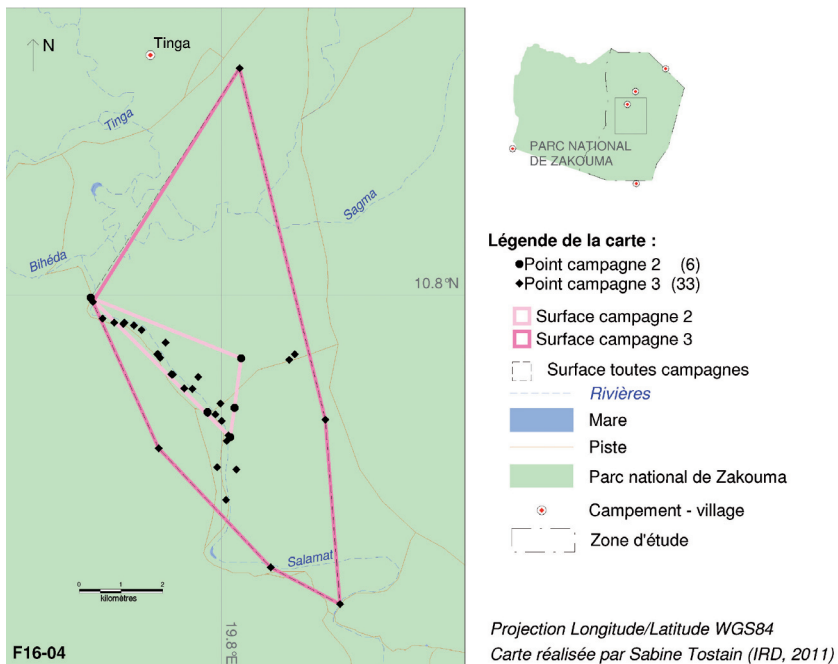 N
Tinga
Tinga
Sagma
Bihéda
10.8°N
Salamat
0 1 2
kilomètres
19.8°E
F16-04
PARC NATIONAL
DE ZAKOUMA
Légende de la carte :
Point campagne 2 (6)
Point campagne 3 (33)
Surface campagne 2
Surface campagne 3
Surface toutes campagnes
Rivières
Mare
Piste
Parc national de Zakouma
Campement - village
Zone d'étude
Projection Longitude/Latitude WGS84
Carte réalisée par Sabine Tostain (IRD, 2011)